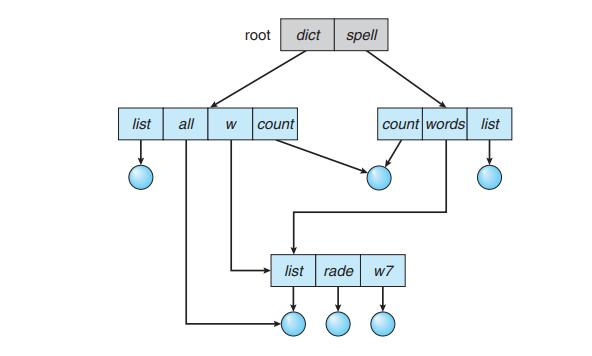 root dict spell
list all w count count words list
list rade w7